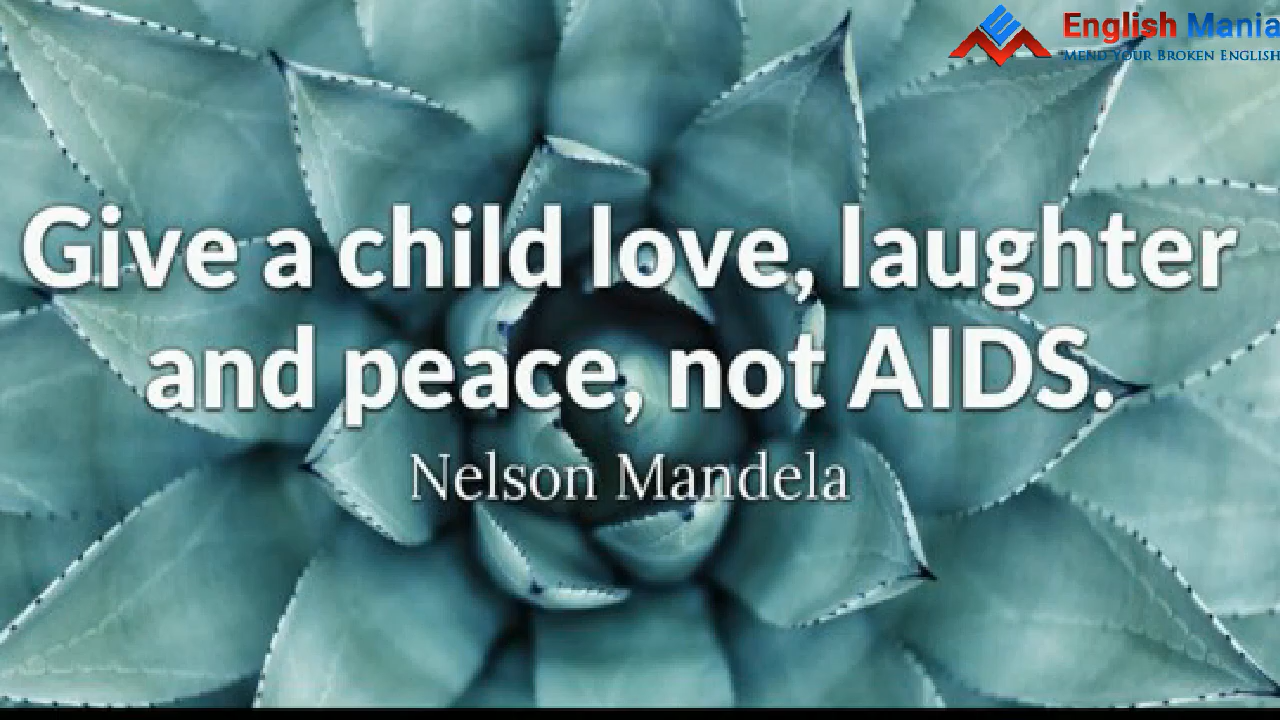 English Mania
"MEND YOUR BROKEN ENGLISH
Give a child love, laughter
and peace, not AIDS.
Nelson Mandela